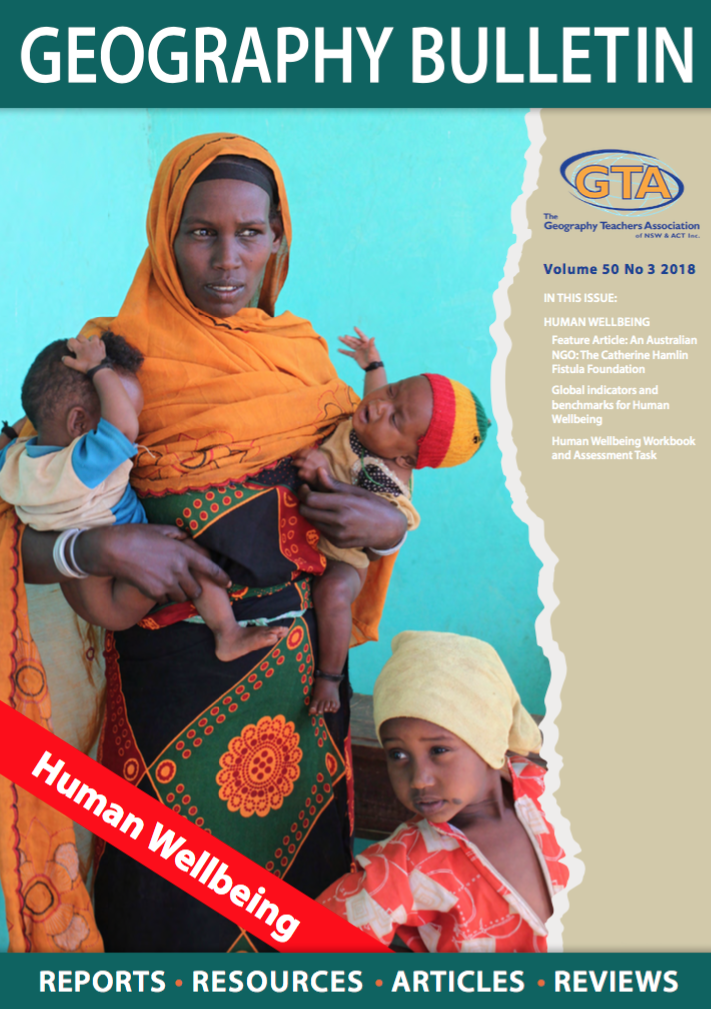 GEOGRAPHY BULLETIN
GTA
The
Geography Teachers Association
of NSW & ACT Inc.
Volume 50 No 3 2018
IN THIS ISSUE:
HUMAN WELLBEING
Feature Article: An Australian
NGO: The Catherine Hamlin
Fistula Foundation
Global indicators and
benchmarks for Human
Wellbeing
Human Wellbeing Workbook
and Assessment Task
Human Wellbeing
REPORTS • RESOURCES • ARTICLES • REVIEWS